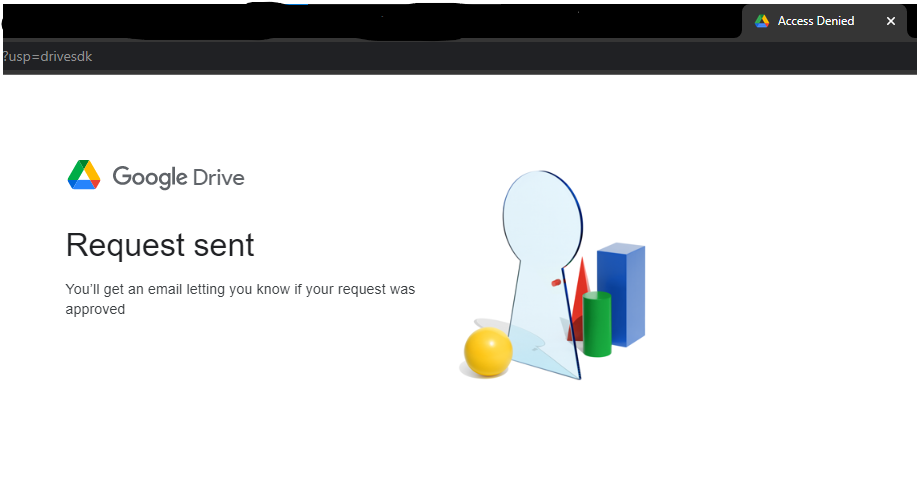 Access Denied
?usp=drivesdk
Google Drive
Request sent
You'll get an email letting you know if your request was
approved